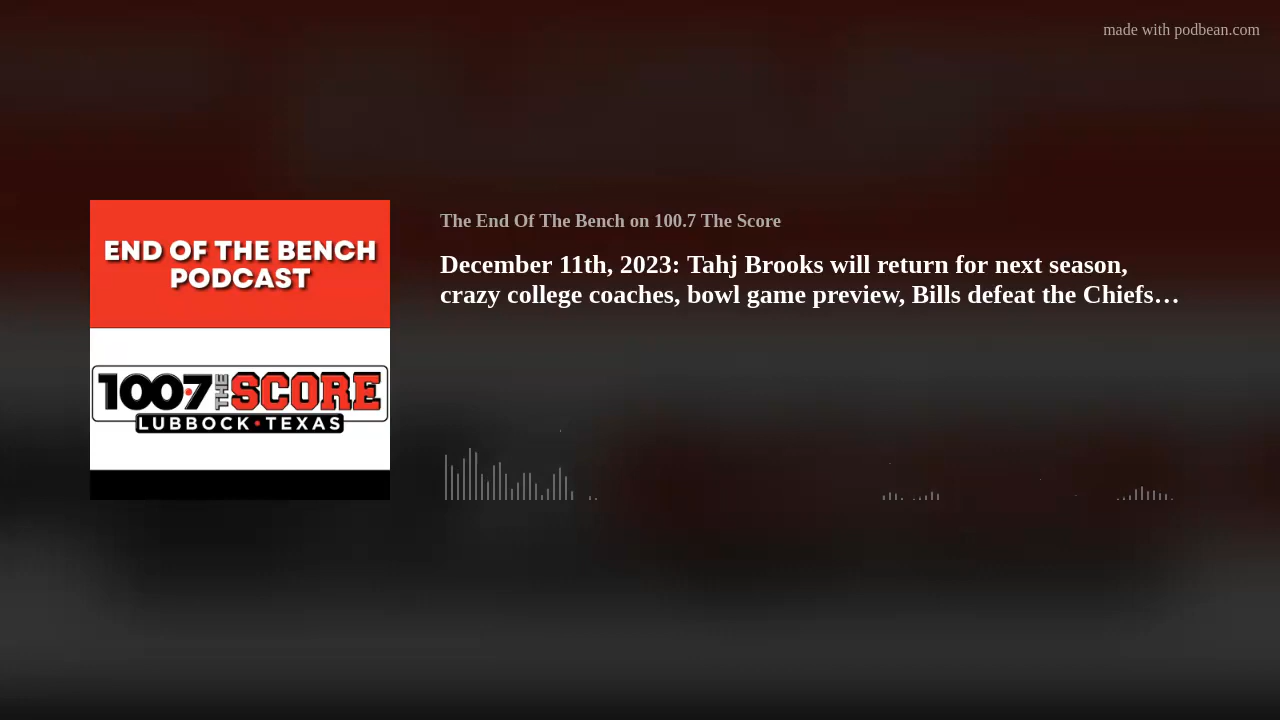 made with podbean.com
END OF THE BENCH
PODCAST
100.7 THE SCORE
LUBBOCK • TEXAS
The End Of The Bench on 100.7 The Score
December 11th, 2023: Tahj Brooks will return for next season,
crazy college coaches, bowl game preview, Bills defeat the Chiefs…